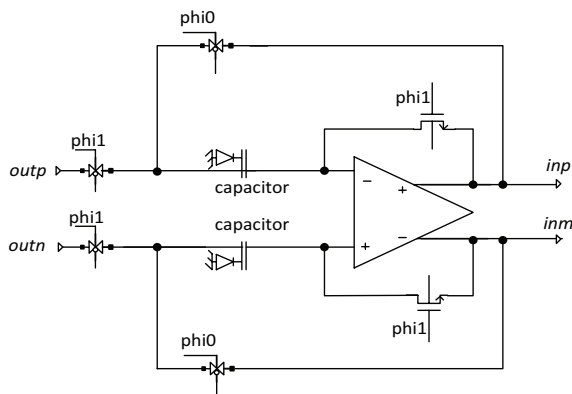 phi0
phi1
phi1
outp
inp
capacitor
−
+
capacitor
phi1
outn
−
+
inm
phi1
phi0